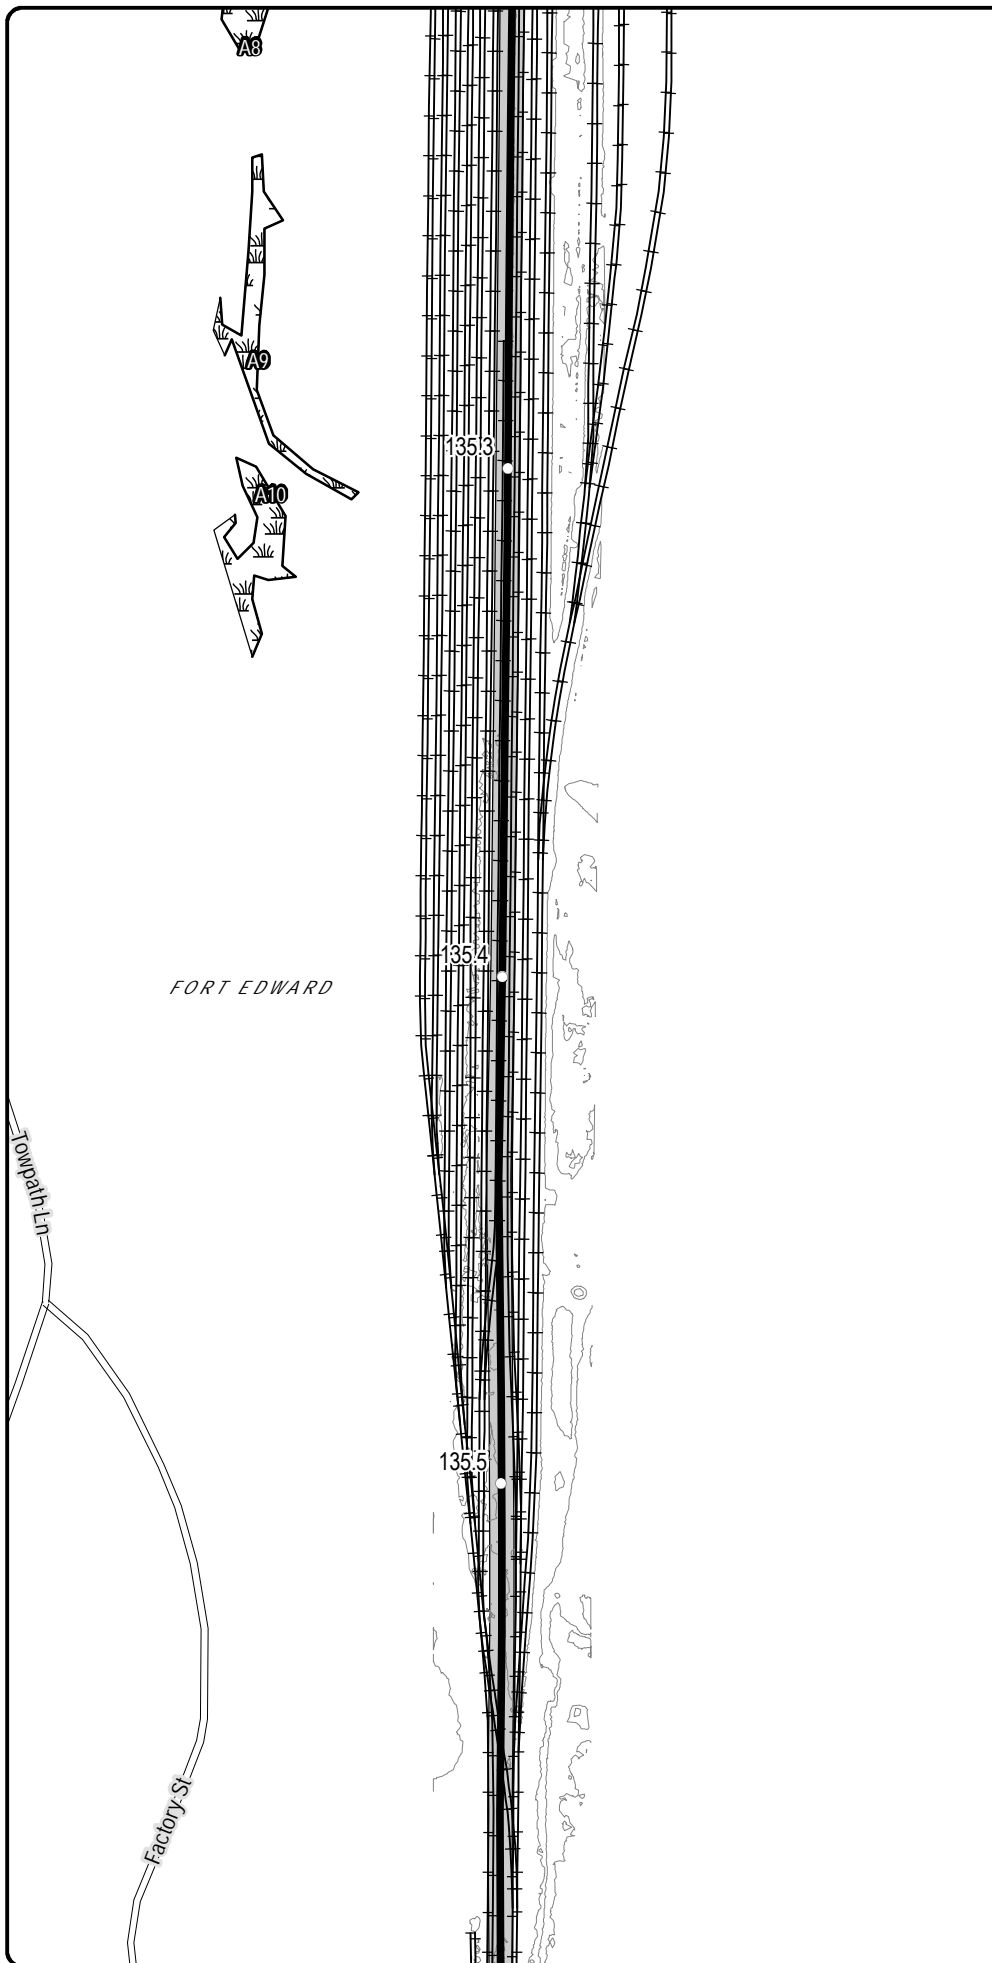 A8
A9
135.3
A10
135.4
FORT EDWARD
Towpath Ln
135.5
Factory St